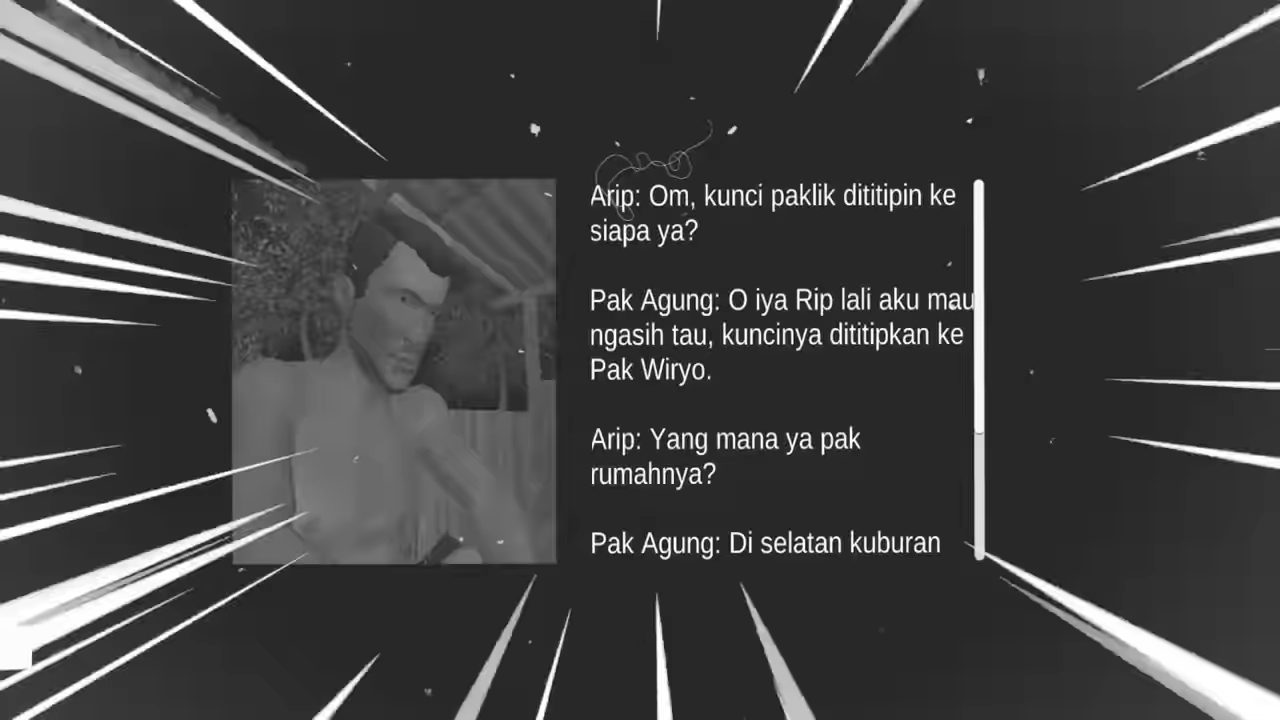 Arip: Om, kunci paklik dititipin ke
siapa ya?
Pak Agung: O iya Rip lali aku mau
ngasih tau, kuncinya dititipkan ke
Pak Wiryo.
Arip: Yang mana ya pak
rumahnya?
Pak Agung: Di selatan kuburan